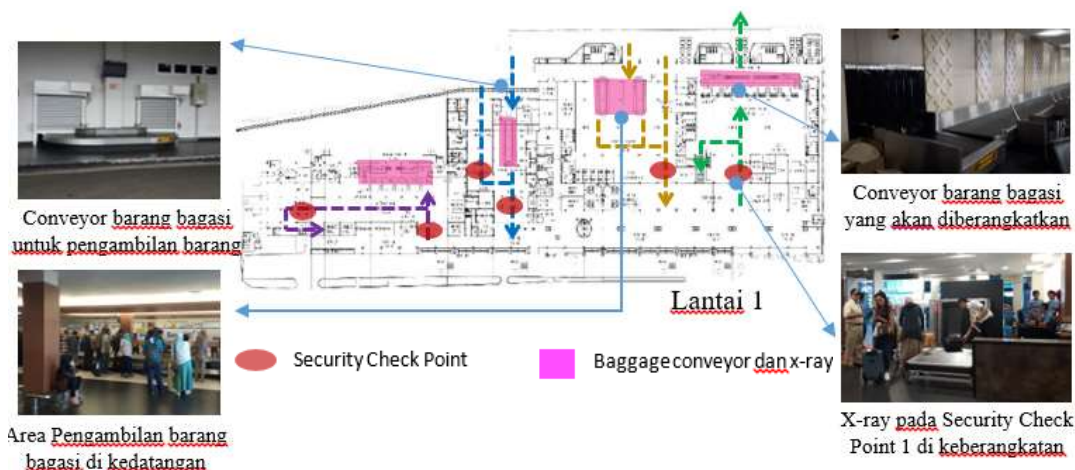 Conveyor barang bagasi
untuk pengambilan barang
Conveyor barang bagasi
yang akan diberangkatkan
Lantai 1
Security Check Point
Baggage conveyor dan x-ray
Area Pengambilan barang
bagasi di kedatangan
X-ray pada Security Check
Point 1 di keberangkatan